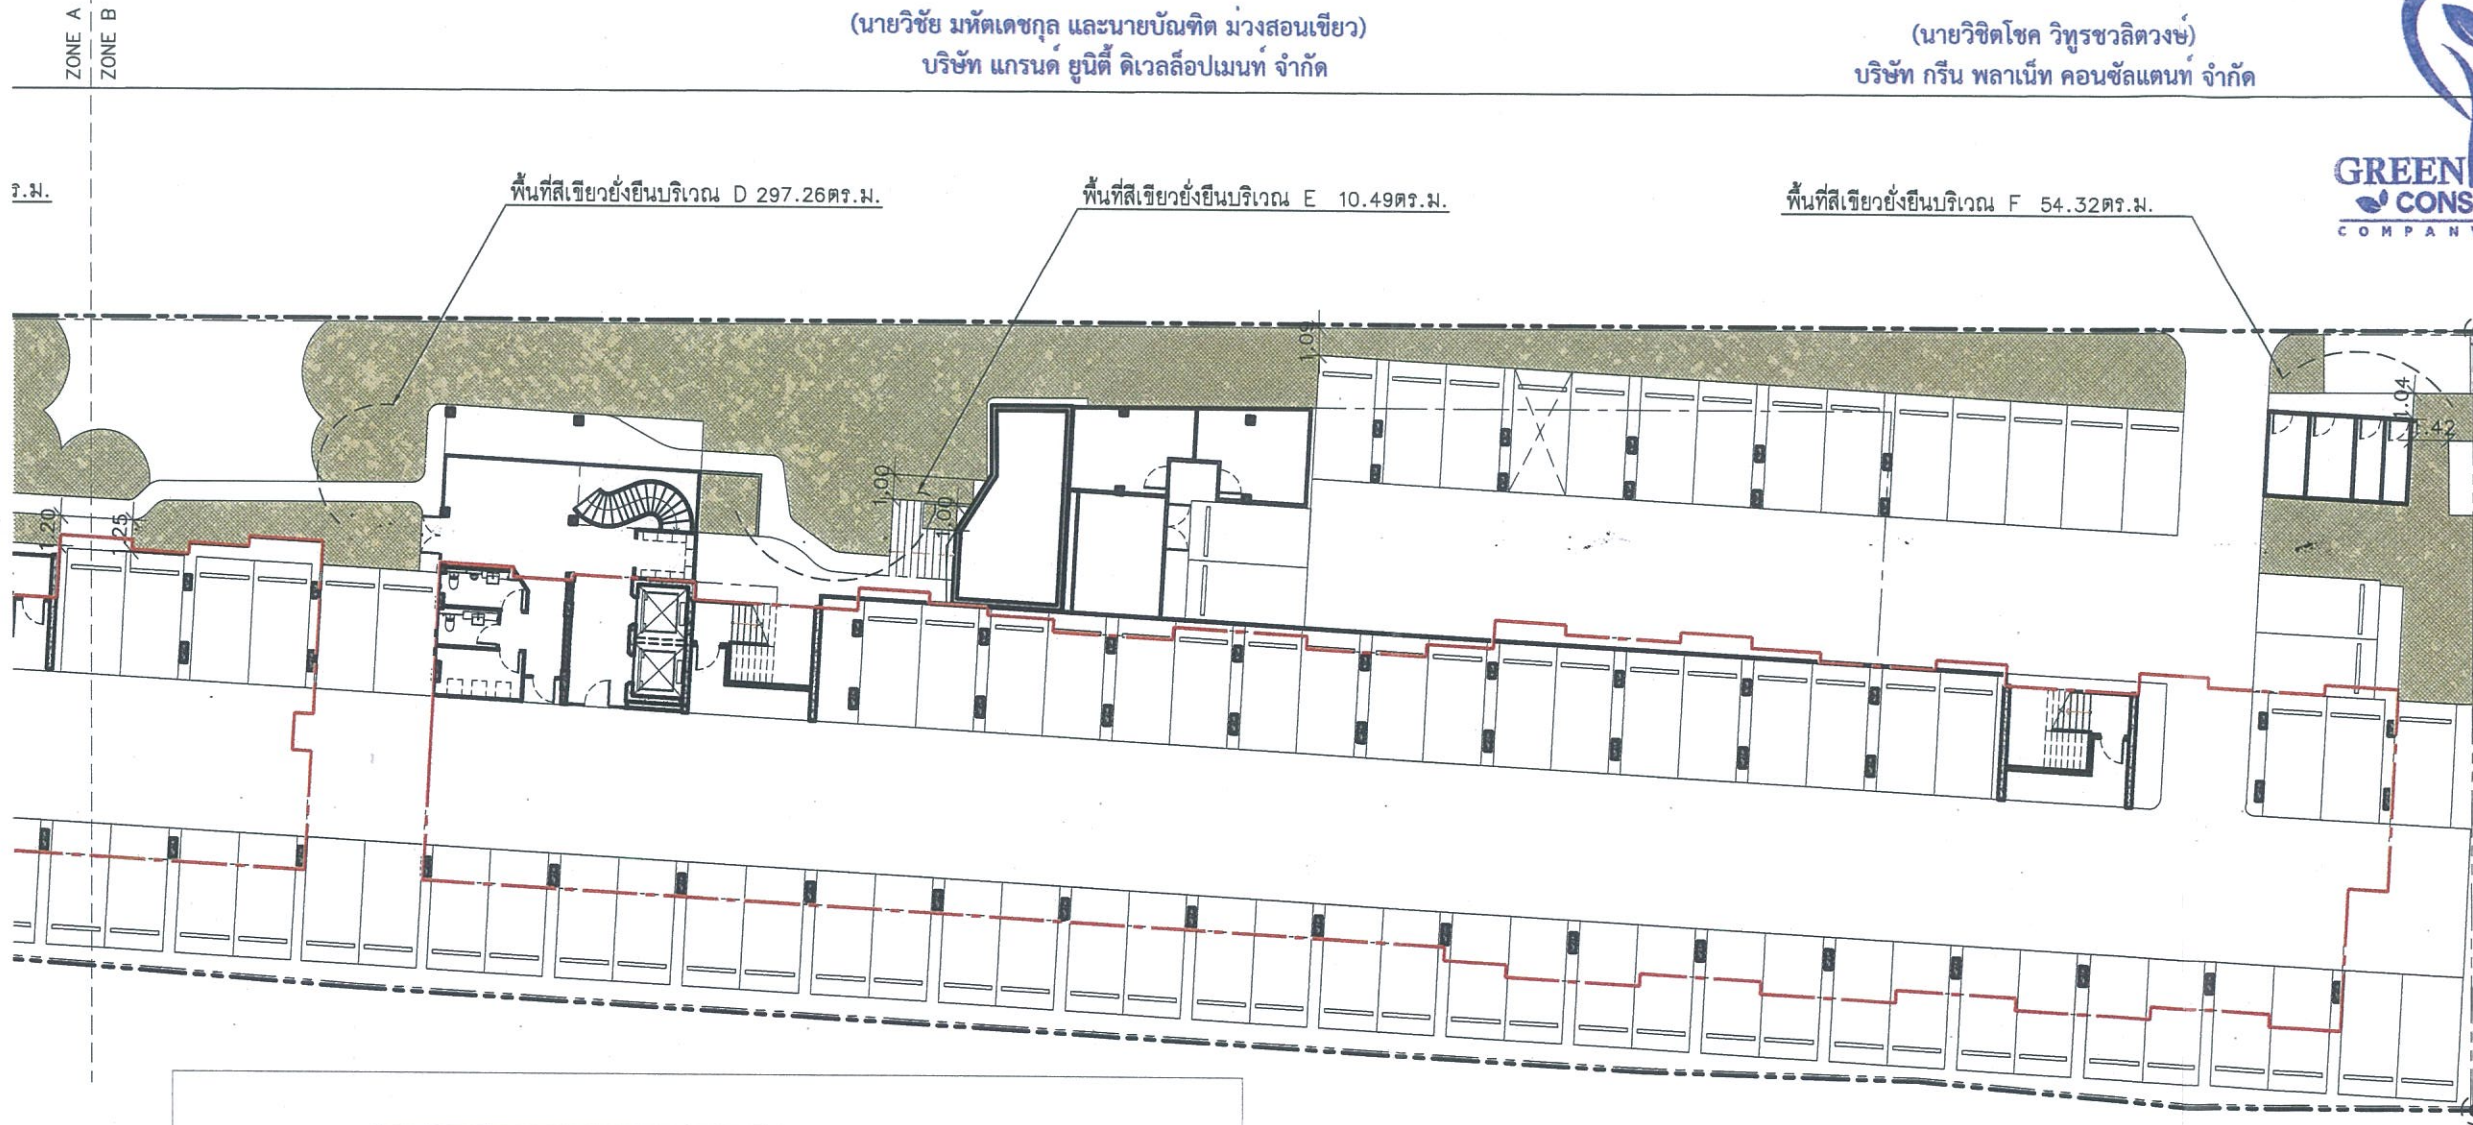 ZONE A
ZONE B
(นายวิชัย มหัตเดชกุล และนายบัณฑิต ม่วงสอนเขียว)
บริษัท แกรนด์ ยูนิตี้ ดิเวลล็อปเมนท์ จำกัด
(นายวิชิตโชค วิทูรชวลิตวงษ์)
บริษัท กรีน พลาเน็ท คอนซัลแตนท์ จำกัด
GREEN
CONS
COMPAN
ร.ม.
พื้นที่สีเขียวยั่งยืนบริเวณ D 297.26ตร.ม.
พื้นที่สีเขียวยั่งยืนบริเวณ E 10.49ตร.ม.
พื้นที่สีเขียวยั่งยืนบริเวณ F 54.32ตร.ม.
1.09
1.04
.42
1.00
1.00
1.20
1.25